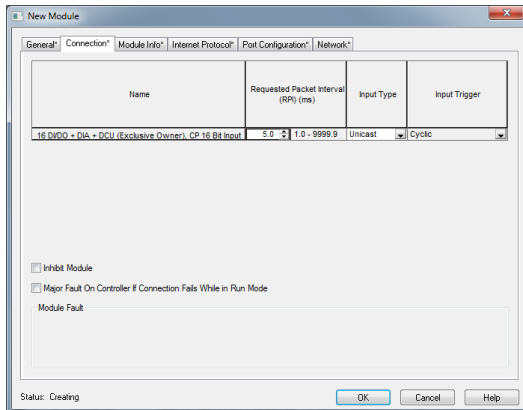 New Module
General* Connection* Module Info* Internet Protocol* Port Configuration* Network*
Name Requested Packet Interval (RPI) (ms) Input Type Input Trigger
16 DI/DO + DIA + DCU (Exclusive Owner), CP 16 Bit Input 5.0 1.0 - 9999.9 Unicast Cyclic
Inhibit Module
Major Fault On Controller If Connection Fails While in Run Mode
Module Fault
Status: Creating OK Cancel Help